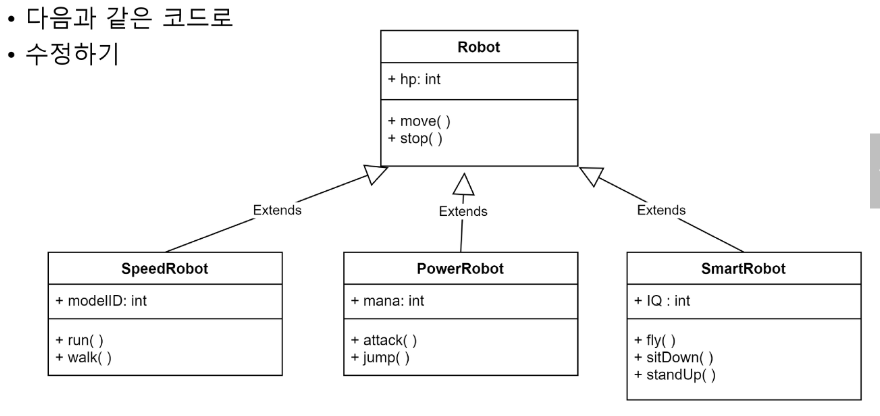 • 다음과 같은 코드로
• 수정하기
Robot
+ hp: int
+ move( )
+ stop( )
Extends
Extends
Extends
SpeedRobot
+ modelID: int
+ run( )
+ walk( )
PowerRobot
+ mana: int
+ attack( )
+ jump( )
SmartRobot
+ IQ : int
+ fly( )
+ sitDown( )
+ standUp( )